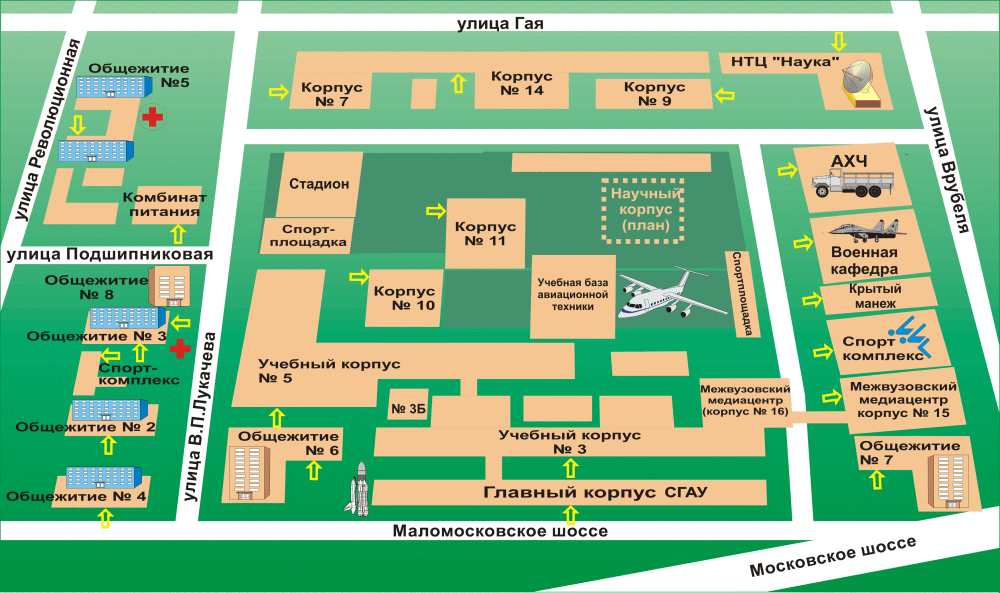 улица Гая
улица Революционная
Общежитие
№5
Корпус
№ 7
Корпус
№ 14
Корпус
№ 9
НТЦ "Наука"
улица Врубеля
Комбинат
питания
улица Подшипниковая
Стадион
Спорт-
площадка
Корпус
№ 11
Научный
корпус
(план)
АХЧ
Военная
кафедра
Крытый
манеж
Спорт
комплекс
Общежитие
№ 8
Общежитие № 3
Спорт-
комплекс
Общежитие № 2
Общежитие № 4
улица В.П.Лукачева
Корпус
№ 10
Учебная база
авиационной
техники
Спортплощадка
Учебный корпус
№ 5
№ 3Б
Межвузовский
медиацентр
(корпус № 16)
Межвузовский
медиацентр
корпус № 15
Общежитие
№ 6
Учебный корпус
№ 3
Общежитие
№ 7
Главный корпус СГАУ
Маломосковское шоссе
Московское шоссе